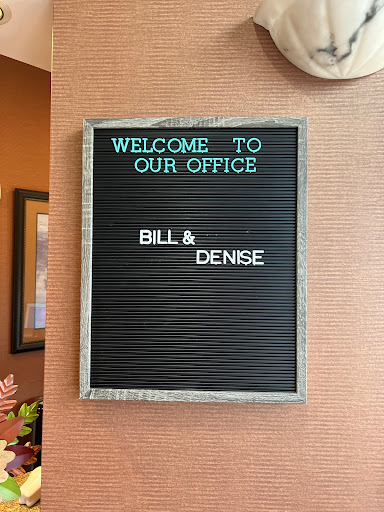 WELCOME TO
OUR OFFICE
BILL &
DENISE